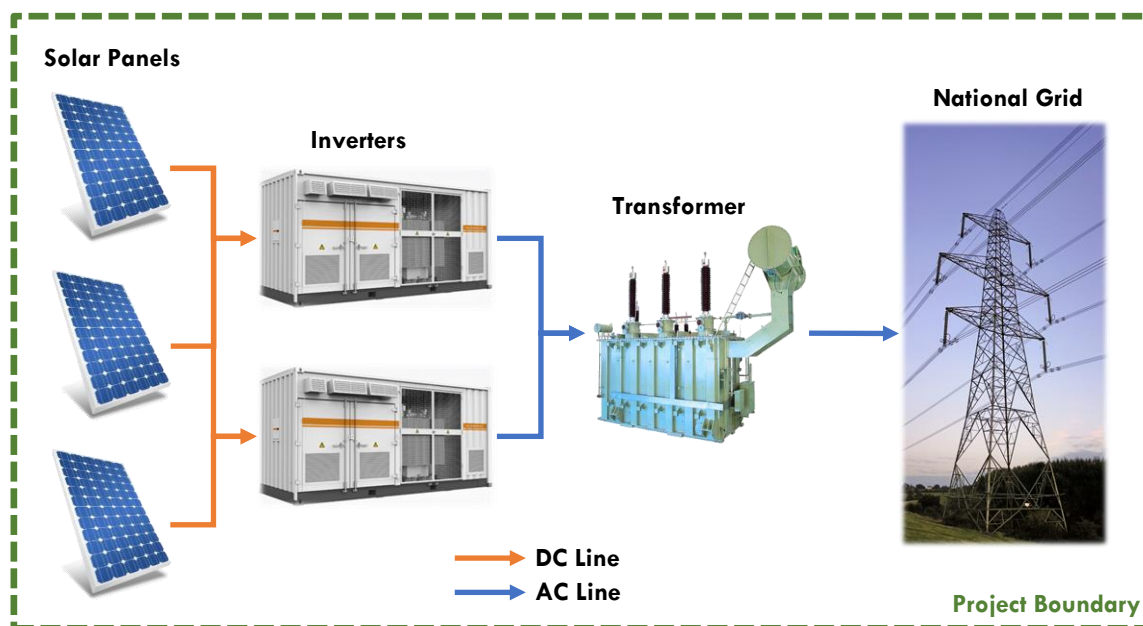 Solar Panels
Inverters
Transformer
National Grid
DC Line
AC Line
Project Boundary